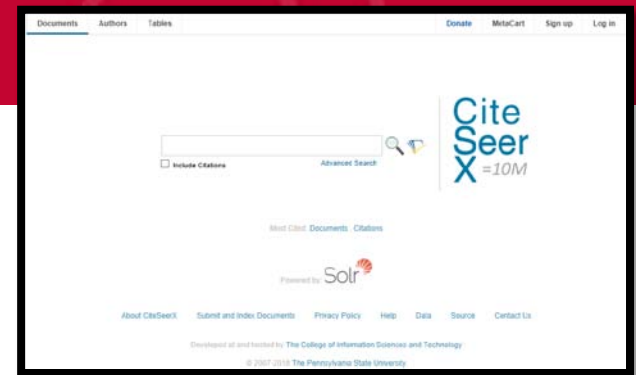 Documents Authors Tables Donate MetaCart Sign up Log in
Cite
Seer
X =10M
Include Citations Advanced Search
Most Cited: Documents, Citations
Powered by: Solr
About CiteSeerX Submit and Index Documents Privacy Policy Help Data Source Contact Us
Developed at and hosted by The College of Information Sciences and Technology
© 2007-2018 The Pennsylvania State University